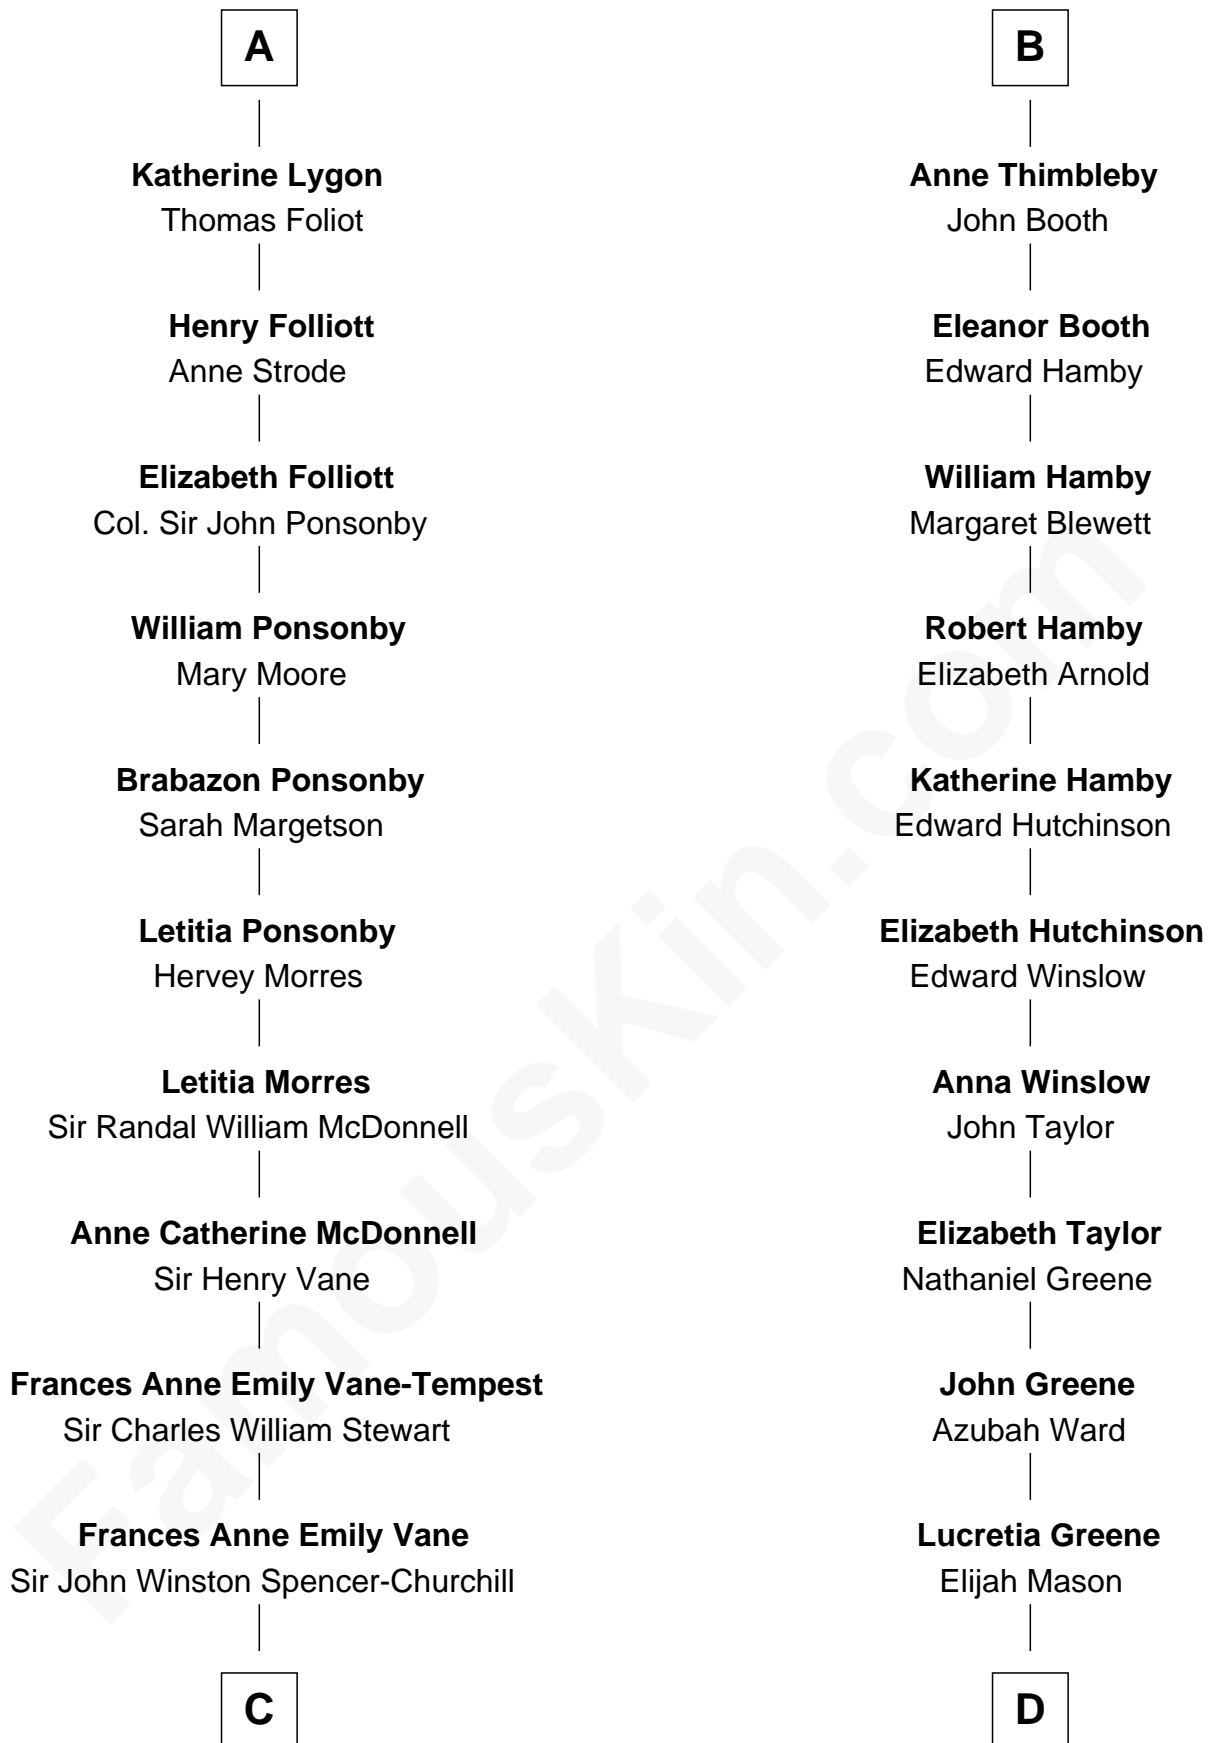 A
Katherine Lygon
Thomas Foliot
Henry Folliott
Anne Strode
Elizabeth Folliott
Col. Sir John Ponsonby
William Ponsonby
Mary Moore
Brabazon Ponsonby
Sarah Margetson
Letitia Ponsonby
Hervey Morres
Letitia Morres
Sir Randal William McDonnell
Anne Catherine McDonnell
Sir Henry Vane
Frances Anne Emily Vane-Tempest
Sir Charles William Stewart
Frances Anne Emily Vane
Sir John Winston Spencer-Churchill
C
B
Anne Thimbleby
John Booth
Eleanor Booth
Edward Hamby
William Hamby
Margaret Blewett
Robert Hamby
Elizabeth Arnold
Katherine Hamby
Edward Hutchinson
Elizabeth Hutchinson
Edward Winslow
Anna Winslow
John Taylor
Elizabeth Taylor
Nathaniel Greene
John Greene
Azubah Ward
Lucretia Greene
Elijah Mason
D
FamousKin.com